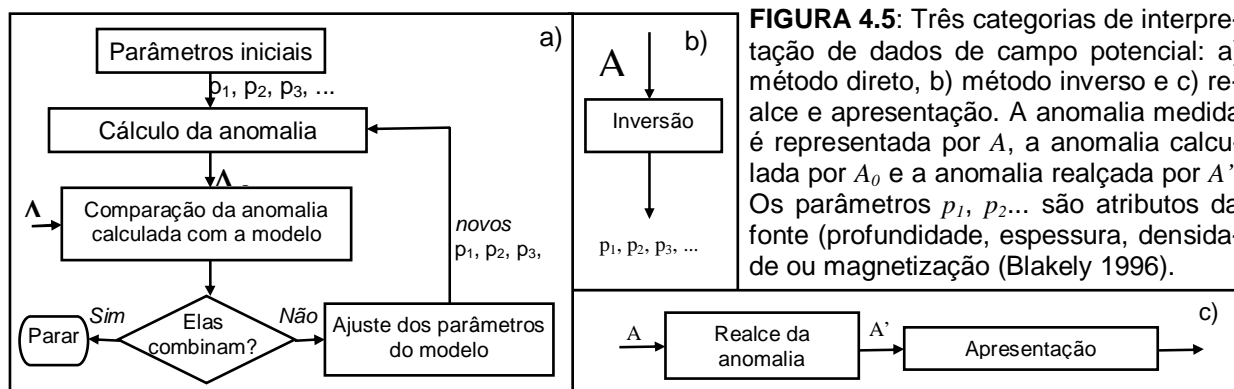 a)
Parâmetros iniciais
p₁, p₂, p₃, ...
Cálculo da anomalia
Comparação da anomalia
calculada com a modelo
novos
p₁, p₂, p₃,
Elas
combinam?
Sim
Não
Parar
Ajuste dos parâmetros
do modelo
b)
A
Inversão
p₁, p₂, p₃, ...
FIGURA 4.5: Três categorias de interpre-
tação de dados de campo potencial: a)
método direto, b) método inverso e c) re-
alce e apresentação. A anomalia medida
é representada por A, a anomalia calcu-
lada por A₀ e a anomalia realçada por A’
Os parâmetros p₁, p₂... são atributos da
fonte (profundidade, espessura, densida-
de ou magnetização (Blakely 1996).
c)
A
Realce da
anomalia
A’
Apresentação